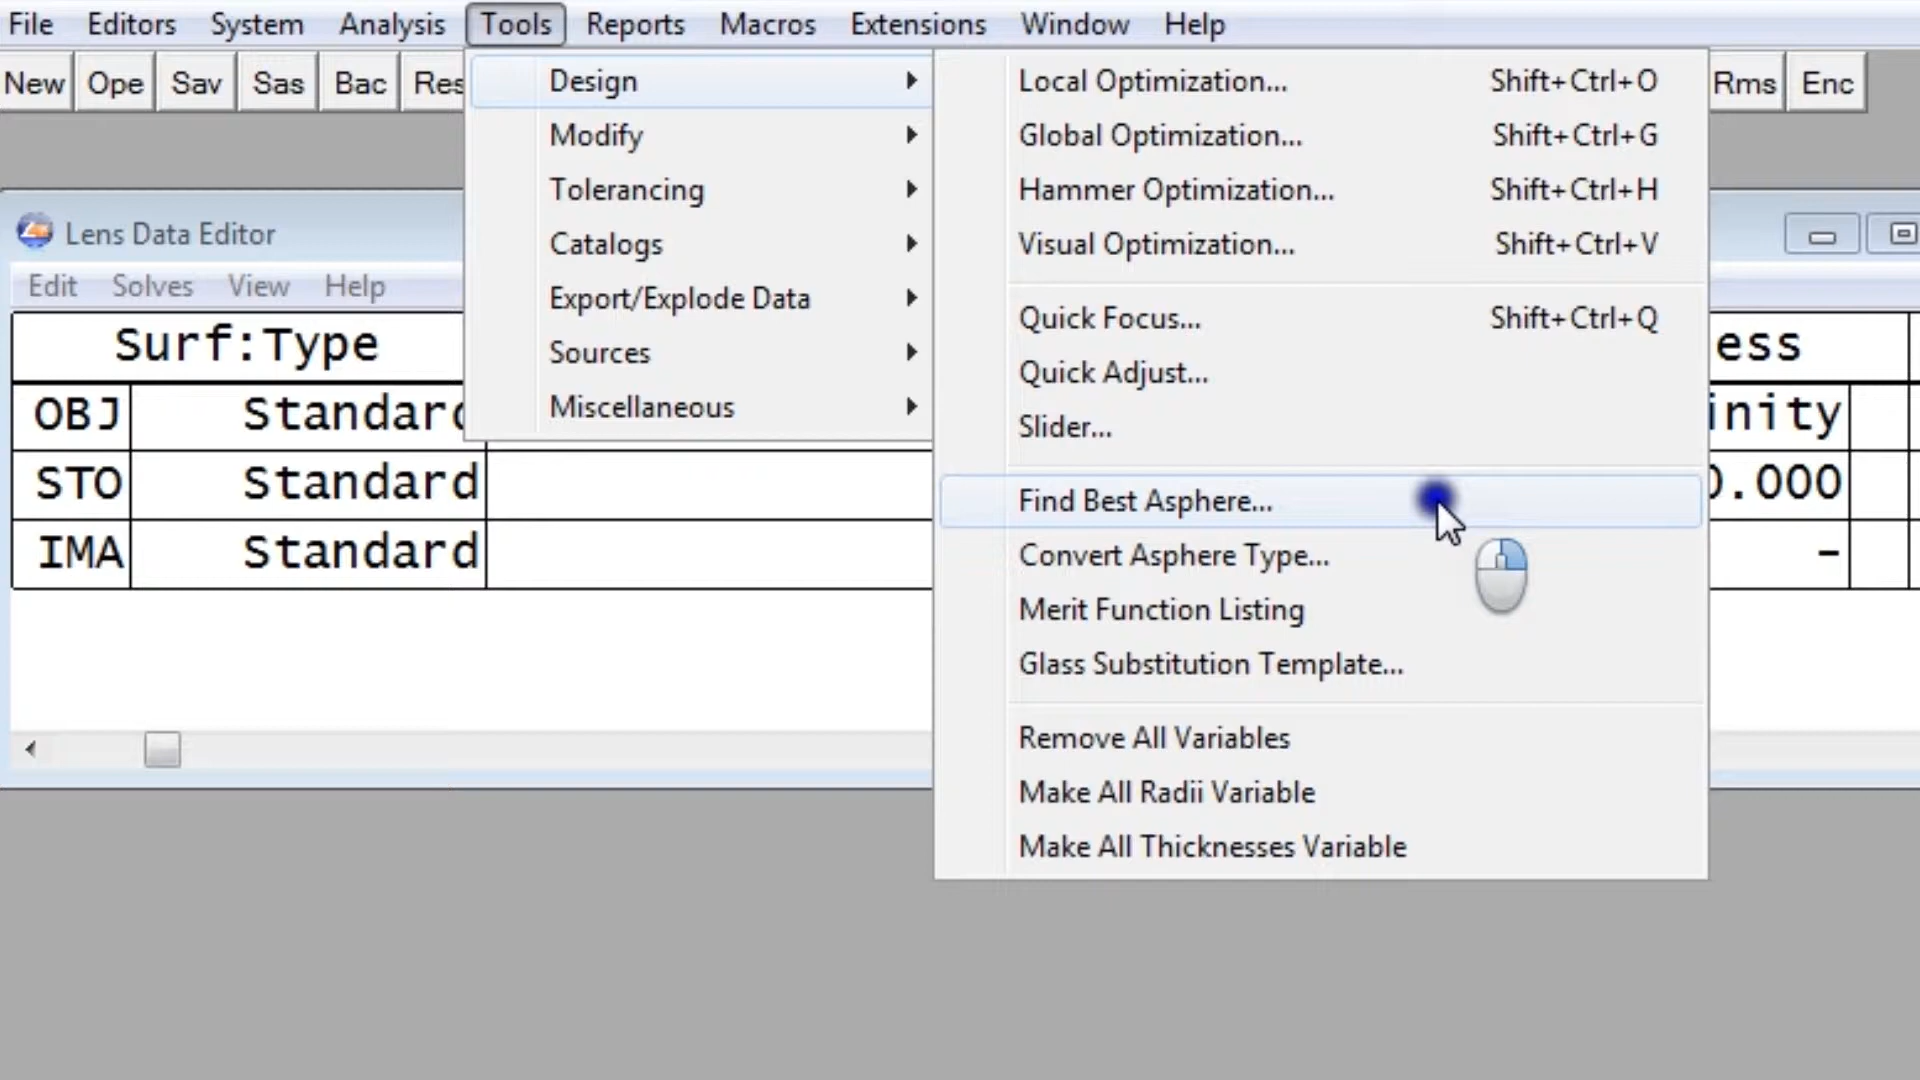 File Editors System Analysis Tools Reports Macros Extensions Window Help
New Ope Sav Sas Bac Res Rms Enc
Design
Modify
Tolerancing
Catalogs
Export/Explode Data
Sources
Miscellaneous
Local Optimization... Shift+Ctrl+O
Global Optimization... Shift+Ctrl+G
Hammer Optimization... Shift+Ctrl+H
Visual Optimization... Shift+Ctrl+V
Quick Focus... Shift+Ctrl+Q
Quick Adjust...
Slider...
Find Best Asphere...
Convert Asphere Type...
Merit Function Listing
Glass Substitution Template...
Remove All Variables
Make All Radii Variable
Make All Thicknesses Variable
Lens Data Editor
Edit Solves View Help
Surf:Type ess
OBJ Standard inity
STO Standard 0.000
IMA Standard -